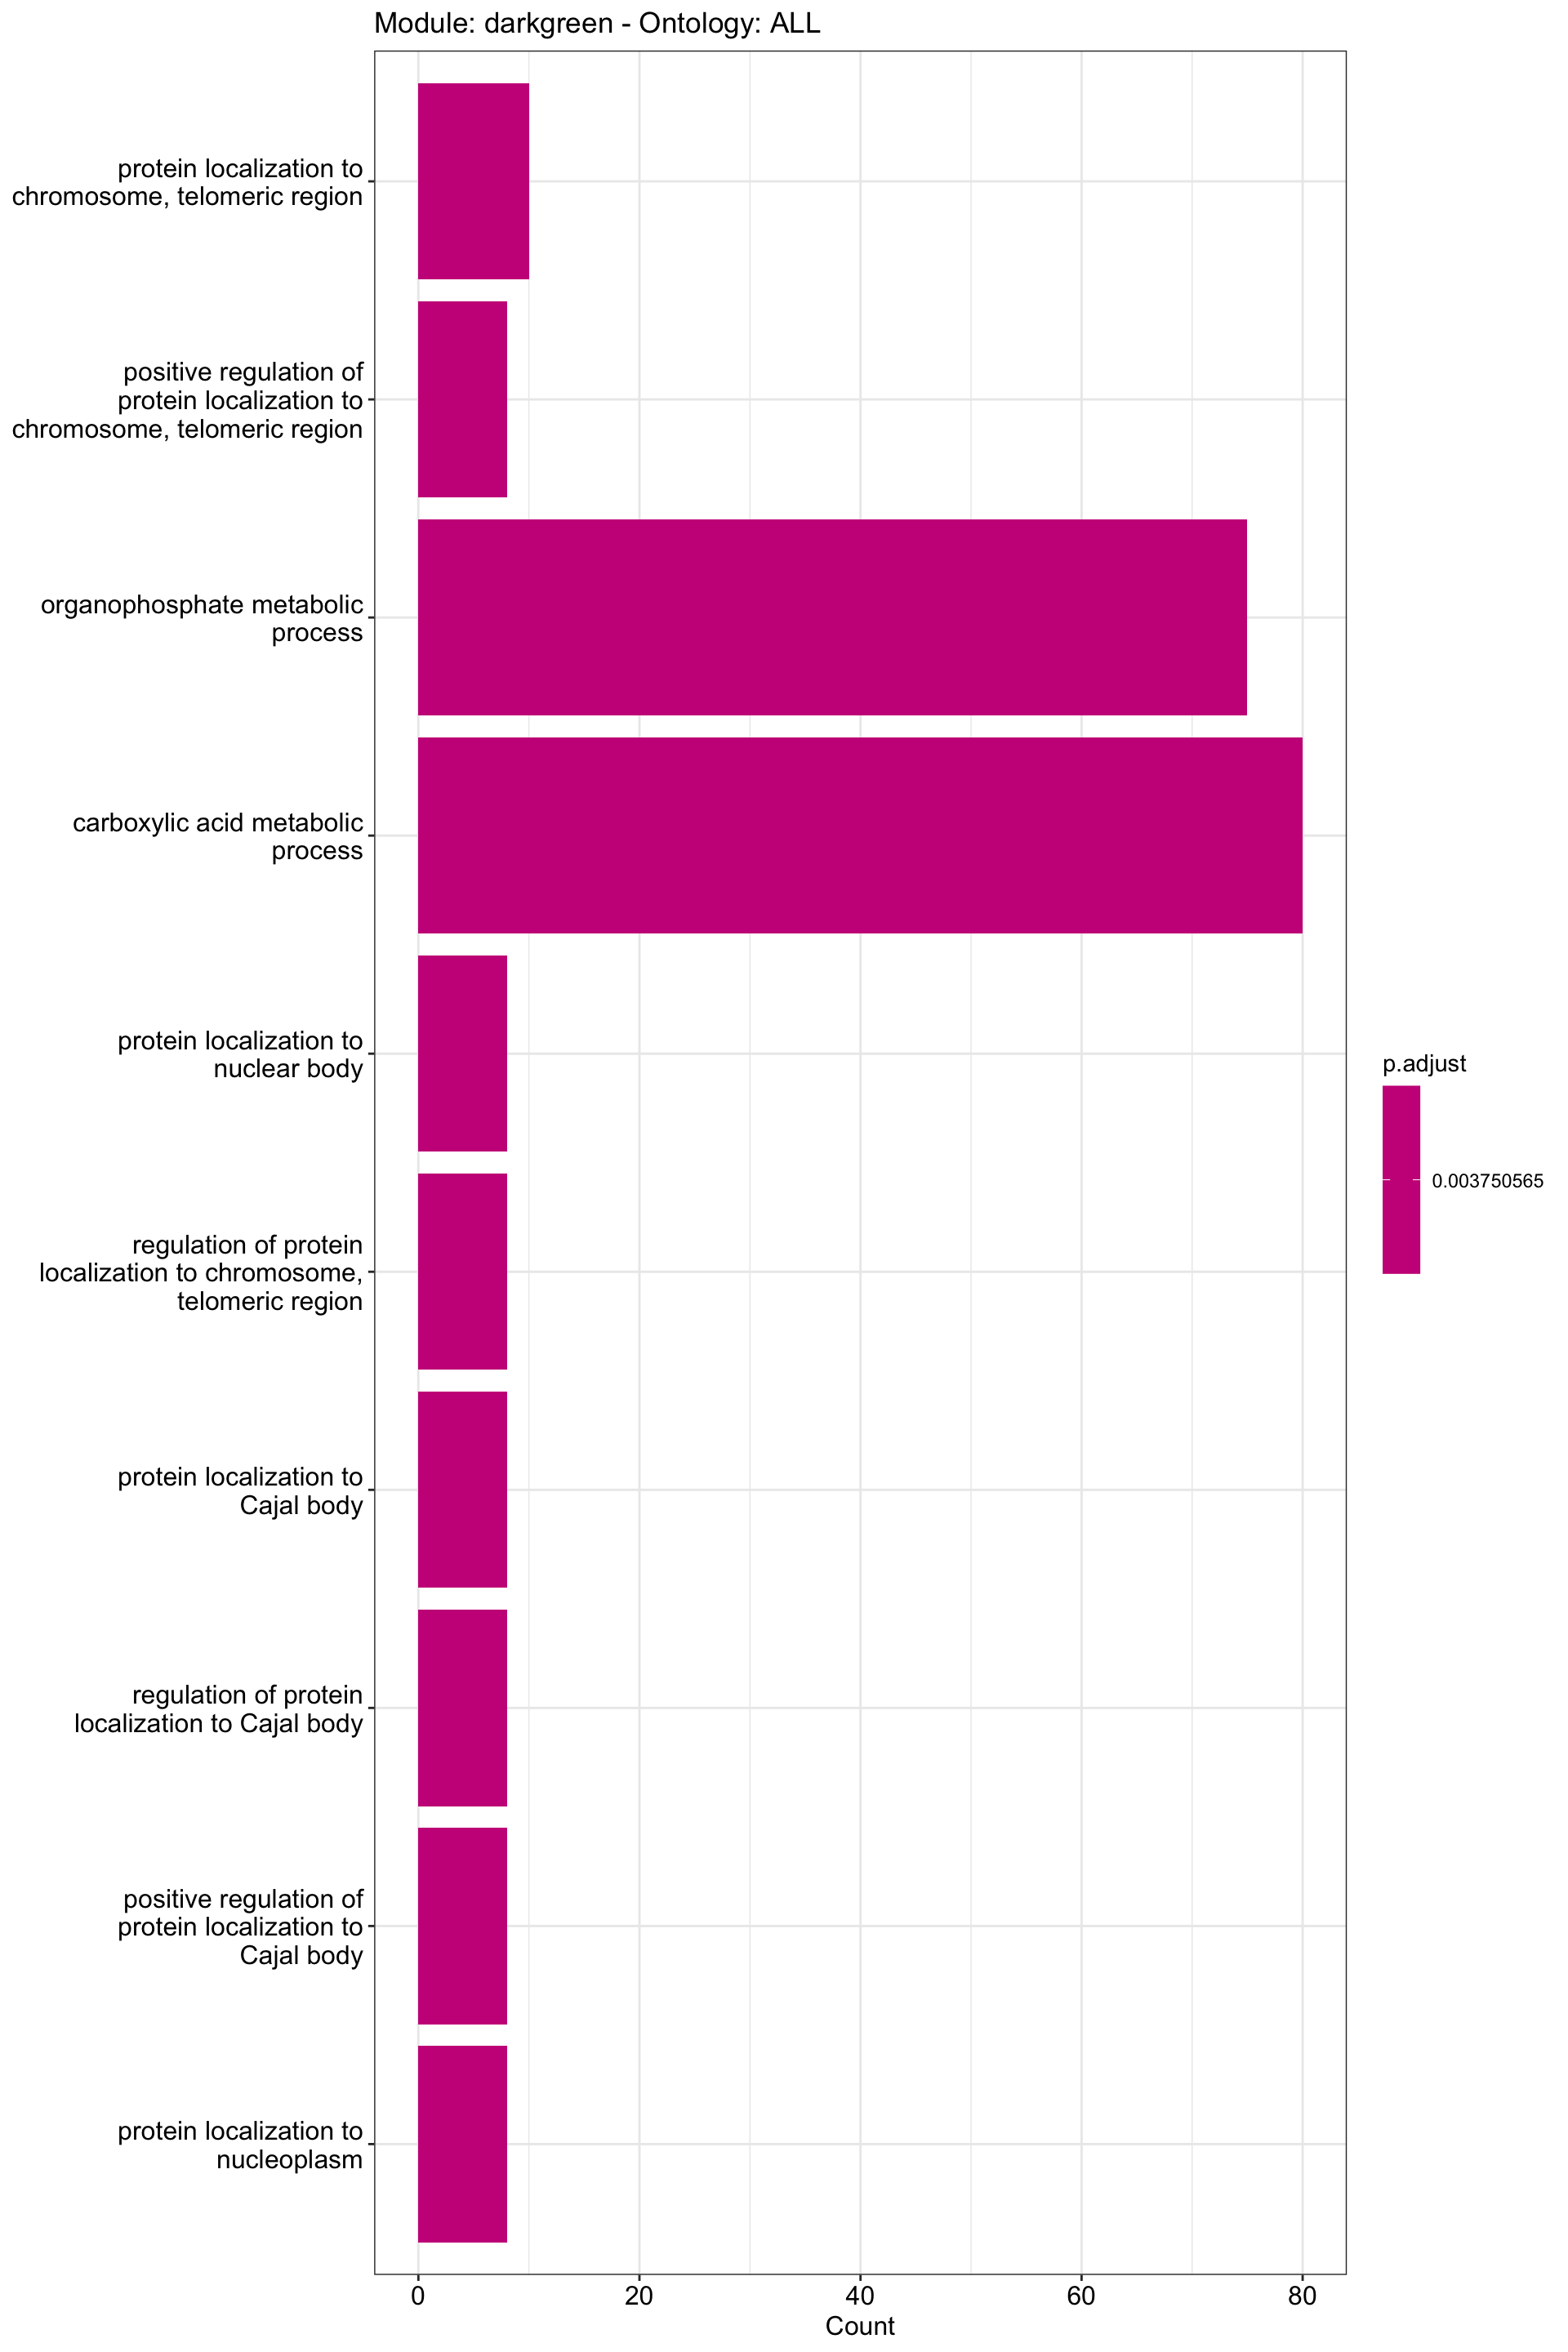 Module: darkgreen - Ontology: ALL
protein localization to
chromosome, telomeric region
positive regulation of
protein localization to
chromosome, telomeric region
organophosphate metabolic
process
carboxylic acid metabolic
process
protein localization to
nuclear body
regulation of protein
localization to chromosome,
telomeric region
protein localization to
Cajal body
regulation of protein
localization to Cajal body
positive regulation of
protein localization to
Cajal body
protein localization to
nucleoplasm
0 20 40 60 80
Count
p.adjust
0.003750565